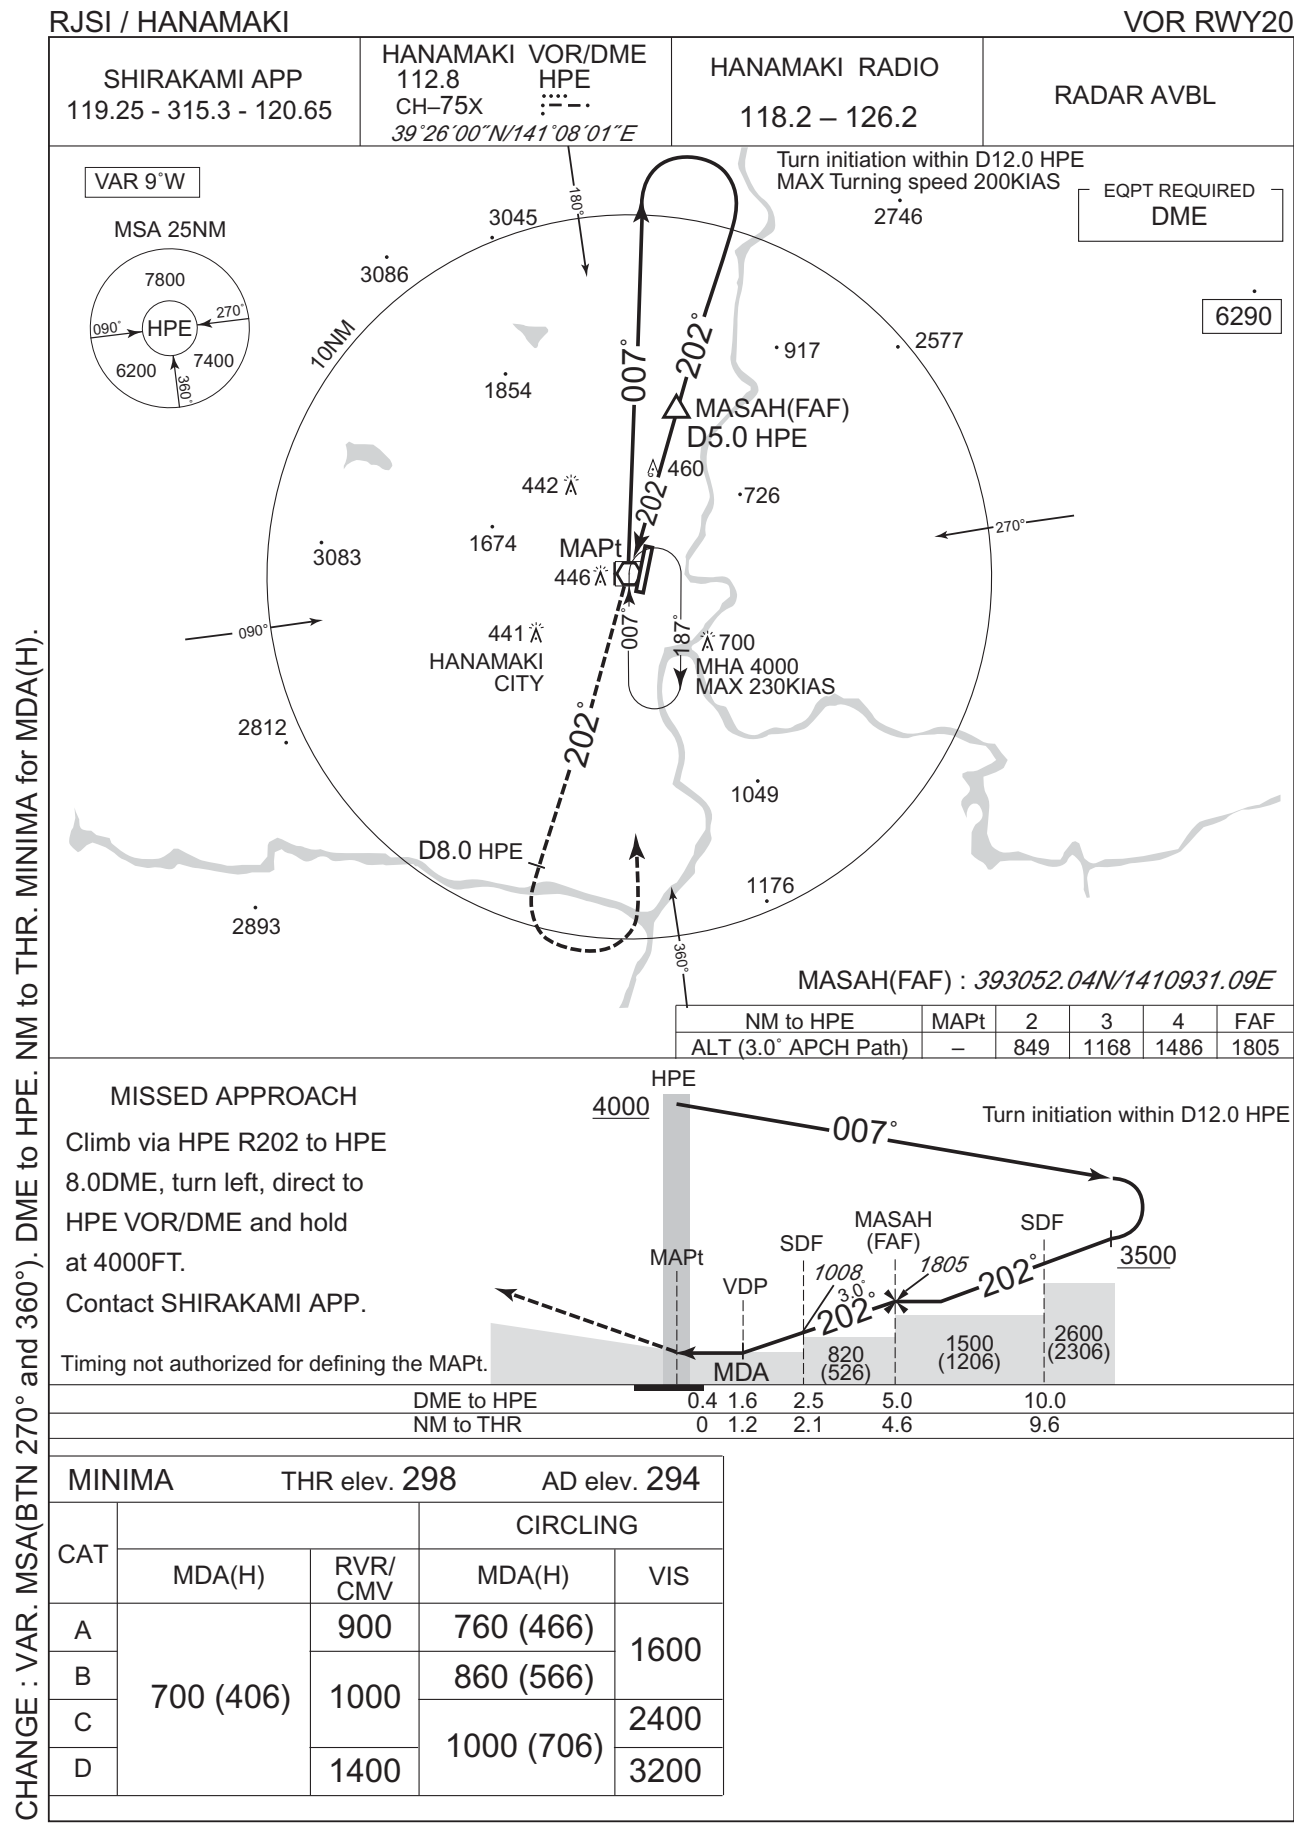 RJSI / HANAMAKI
VOR RWY20
SHIRAKAMI APP
119.25 - 315.3 - 120.65
HANAMAKI VOR/DME
112.8 HPE
CH–75X
39°26′00″N/141°08′01″E
HANAMAKI RADIO
118.2 – 126.2
RADAR AVBL
VAR 9°W
MSA 25NM
7800
090°
HPE
270°
6200
7400
360°
Turn initiation within D12.0 HPE
MAX Turning speed 200KIAS
EQPT REQUIRED
DME
2746
180°
3045
3086
10NM
6290
2577
917
007°
202°
1854
MASAH(FAF)
D5.0 HPE
460
442
726
202°
1674
3083
MAPt
446
270°
090°
441
007°
187°
700
HANAMAKI
CITY
MHA 4000
MAX 230KIAS
2812
202°
1049
D8.0 HPE
1176
2893
360°
MASAH(FAF) : 393052.04N/1410931.09E
NM to HPE MAPt 2 3 4 FAF
ALT (3.0° APCH Path) – 849 1168 1486 1805
MISSED APPROACH
Climb via HPE R202 to HPE
8.0DME, turn left, direct to
HPE VOR/DME and hold
at 4000FT.
Contact SHIRAKAMI APP.
Timing not authorized for defining the MAPt.
HPE
4000
007°
Turn initiation within D12.0 HPE
MASAH
(FAF)
SDF
SDF
MAPt
VDP
1008
3.0°
1805
202°
202°
3500
MDA
820
(526)
1500
(1206)
2600
(2306)
DME to HPE 0.4 1.6 2.5 5.0 10.0
NM to THR 0 1.2 2.1 4.6 9.6
MINIMA THR elev. 298 AD elev. 294
CAT
CIRCLING
MDA(H)
RVR/
CMV
MDA(H)
VIS
A
900
760 (466)
1600
B
860 (566)
700 (406)
1000
C
2400
1000 (706)
D
1400
3200
CHANGE : VAR. MSA(BTN 270° and 360°). DME to HPE. NM to THR. MINIMA for MDA(H).